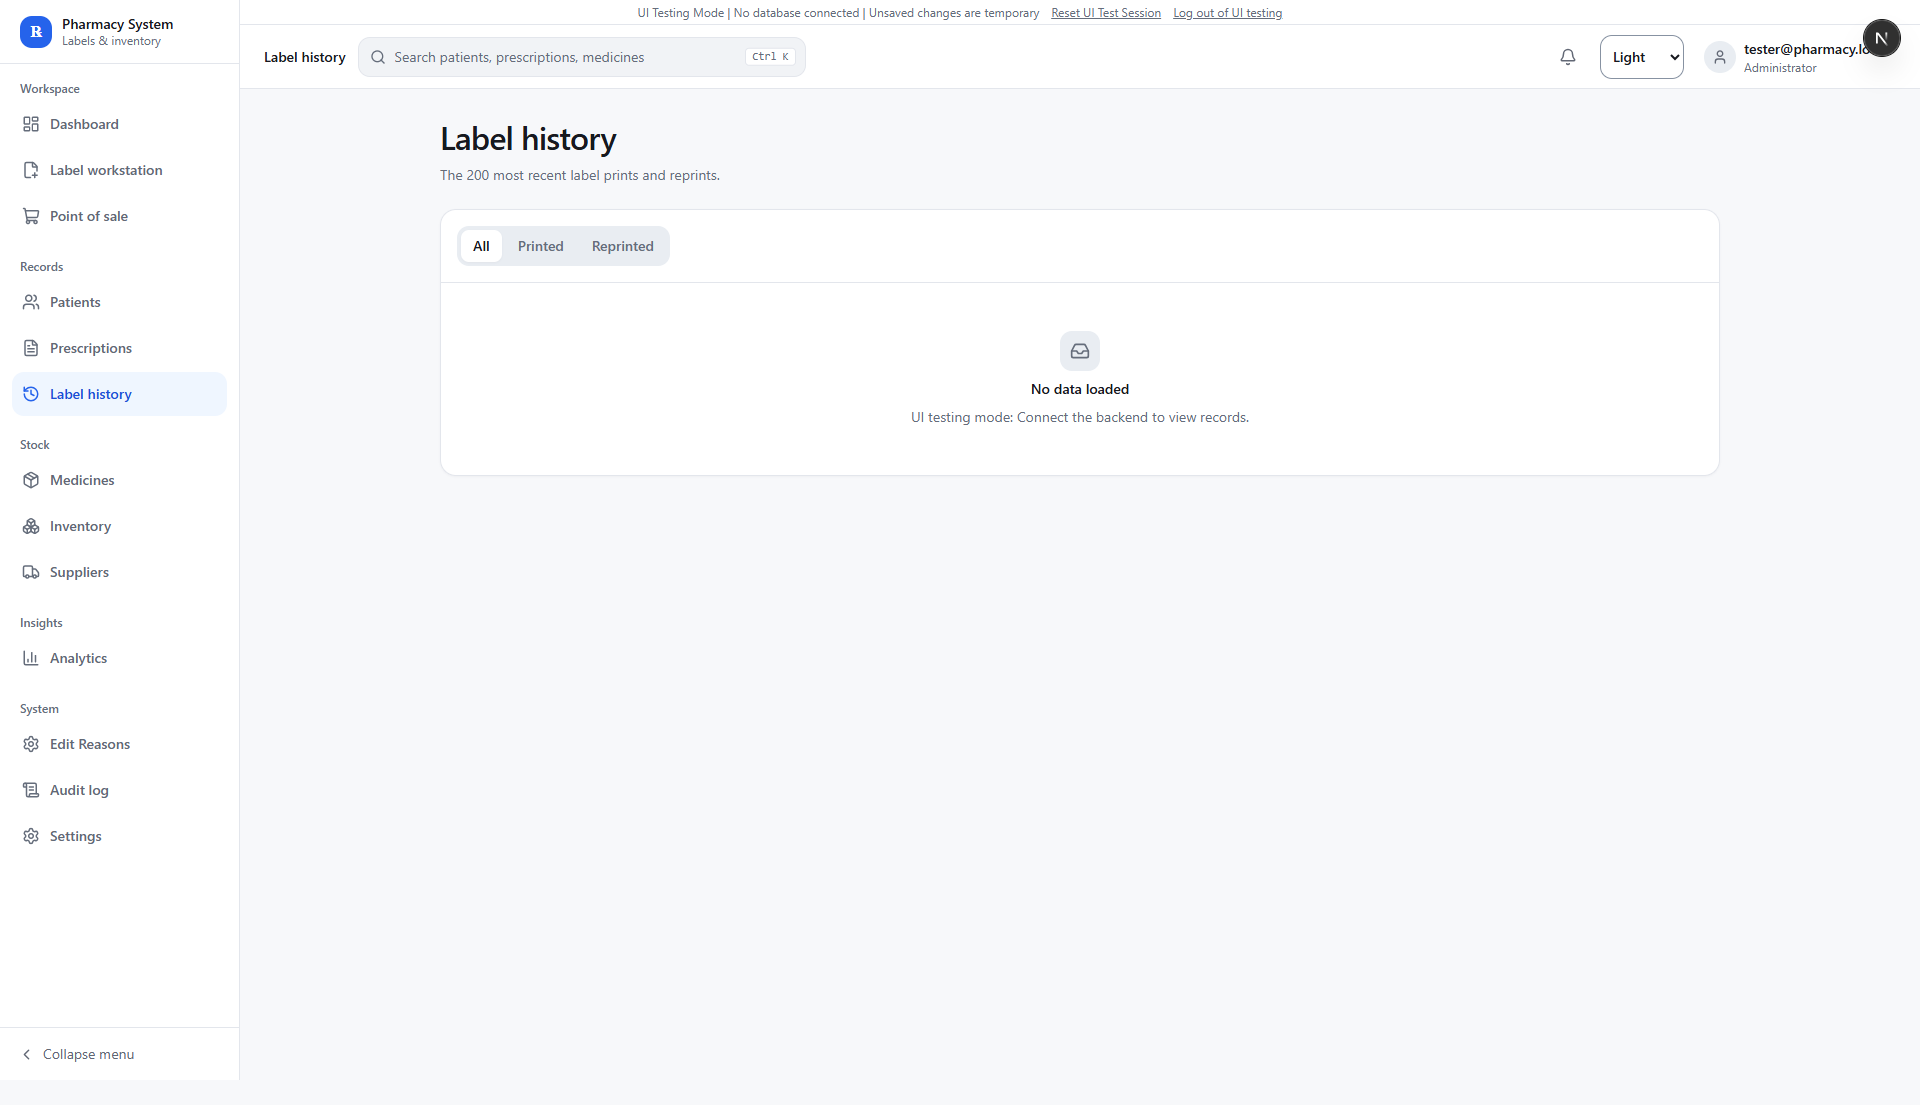 UI Testing Mode | No database connected | Unsaved changes are temporary Reset UI Test Session Log out of UI testing
Pharmacy System
Labels & inventory
Label history
Search patients, prescriptions, medicines
Ctrl K
Light
tester@pharmacy.lo
Administrator
N
Workspace
Dashboard
Label workstation
Point of sale
Records
Patients
Prescriptions
Label history
Stock
Medicines
Inventory
Suppliers
Insights
Analytics
System
Edit Reasons
Audit log
Settings
Collapse menu
Label history
The 200 most recent label prints and reprints.
All
Printed
Reprinted
No data loaded
UI testing mode: Connect the backend to view records.